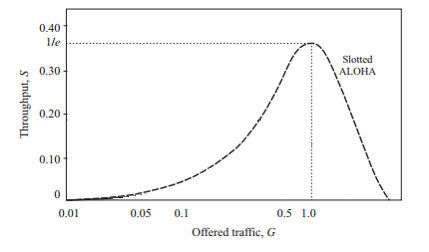 0.40
1/e
0.30
0.20
0.10
0
Throughput, S
Slotted
ALOHA
0.01 0.05 0.1 0.5 1.0
Offered traffic, G